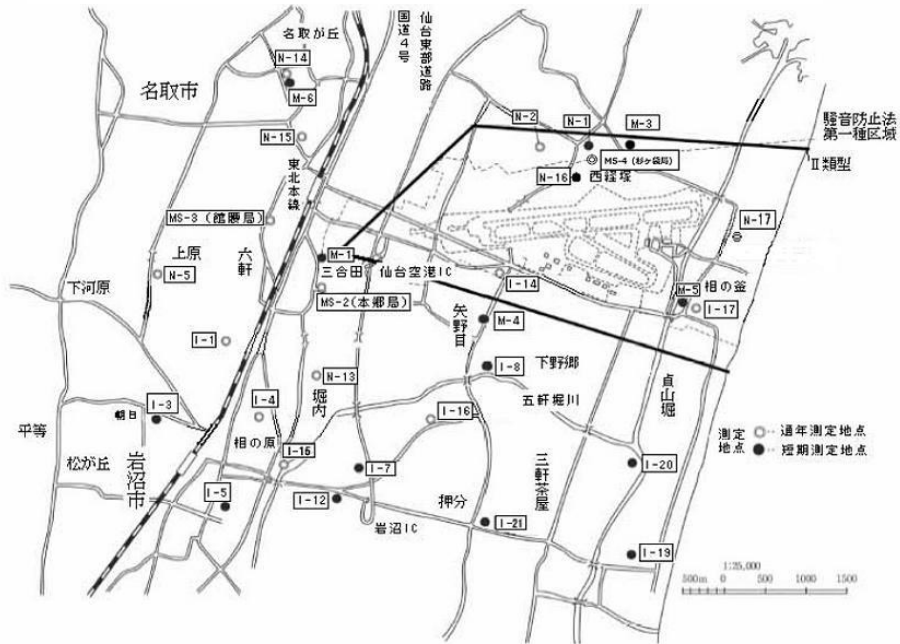 名取が丘
N-14
M-6
名取市
N-15
国道4号
仙台東部道路
東北本線
N-2
N-1
M-3
騒音防止法
第一種区域
Ⅱ類型
MS-4 (杉ヶ袋局)
N-16
西経塚
N-17
MS-3 (館腰局)
上原
六軒
N-5
M-1
三合田
仙台空港IC
MS-2(本郷局)
I-14
M-5
相の釜
I-17
下河原
矢野目
M-4
I-1
I-8
下野郷
N-13
堀内
五軒堀川
貞山堀
I-3
朝日
I-4
相の原
I-16
平等
松が丘
岩沼市
I-15
I-7
I-5
I-12
岩沼IC
押分
三軒茶屋
I-20
I-21
I-19
測定
地点
通年測定地点
短期測定地点
1:25,000
500m 0 500 1000 1500